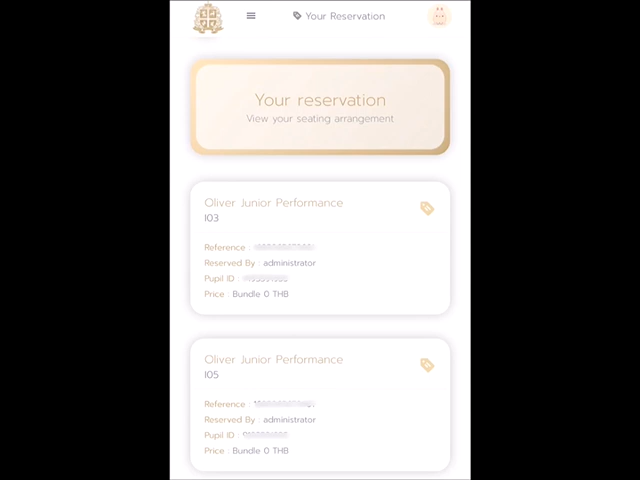 Your Reservation
Your reservation
View your seating arrangement
Oliver Junior Performance
I03
Reference :
Reserved By : administrator
Pupil ID :
Price : Bundle 0 THB
Oliver Junior Performance
I05
Reference :
Reserved By : administrator
Pupil ID :
Price : Bundle 0 THB